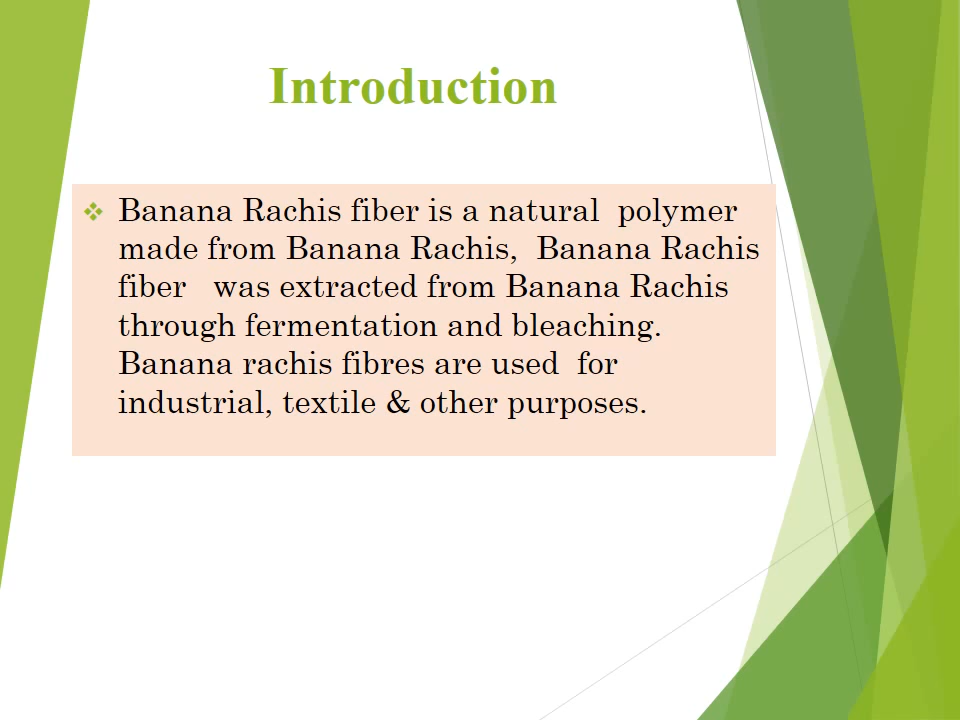 Introduction
Banana Rachis fiber is a natural  polymer
made from Banana Rachis,  Banana Rachis
fiber   was extracted from Banana Rachis
through fermentation and bleaching.
Banana rachis fibres are used  for
industrial, textile & other purposes.